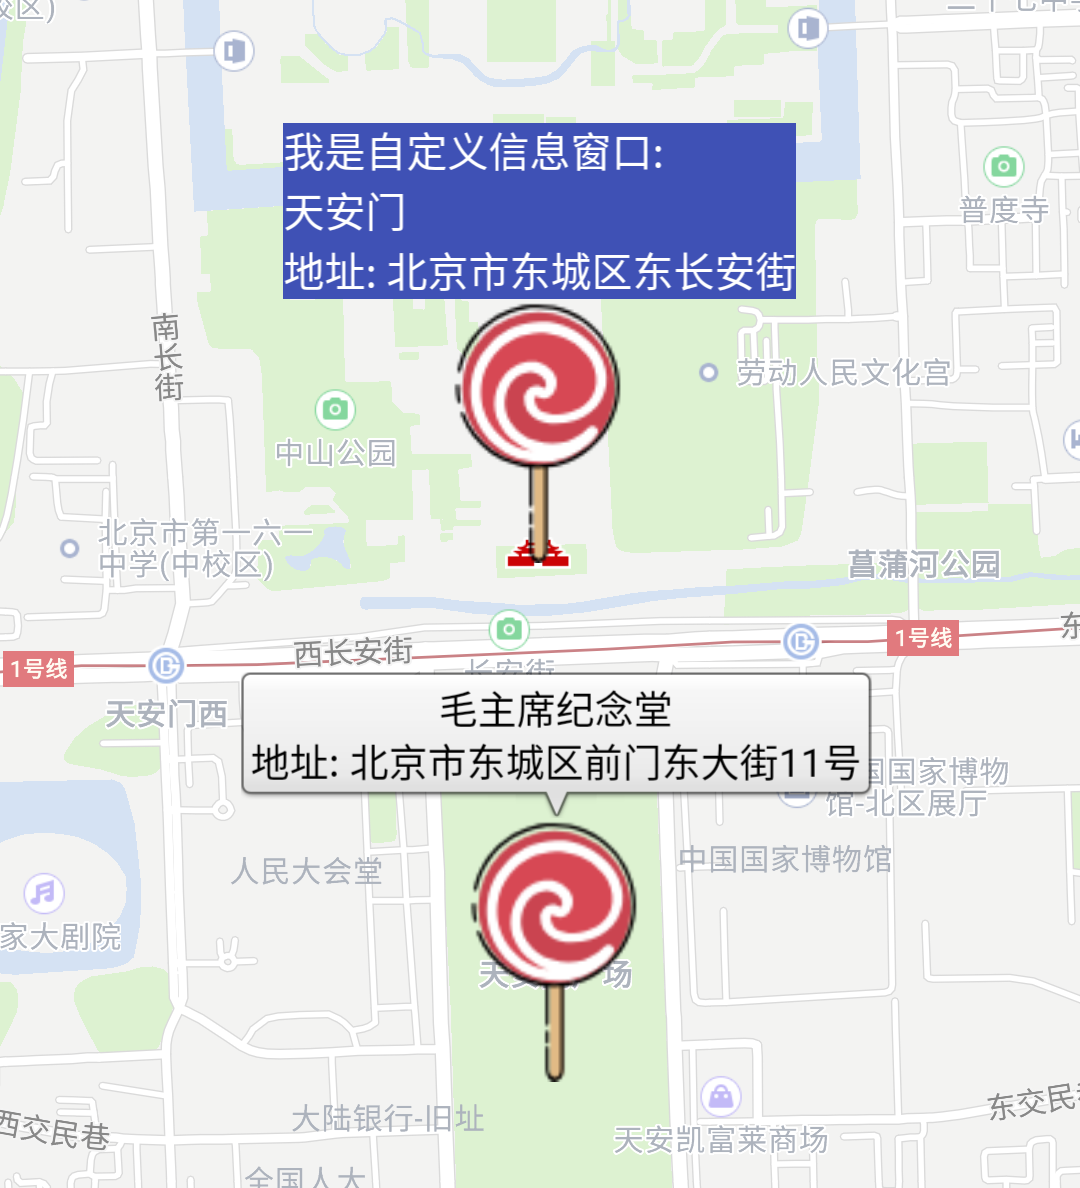 校区)
普度寺
我是自定义信息窗口:
天安门
地址: 北京市东城区东长安街
南长街
劳动人民文化宫
中山公园
北京市第一六一
中学(中校区)
菖蒲河公园
1号线
东
西长安街
1号线
长安街
天安门西
毛主席纪念堂
地址: 北京市东城区前门东大街11号
国国家博物
馆-北区展厅
中国国家博物馆
人民大会堂
家大剧院
天安
场
东交民巷
大陆银行-旧址
西交民巷
天安凯富莱商场
全国人大